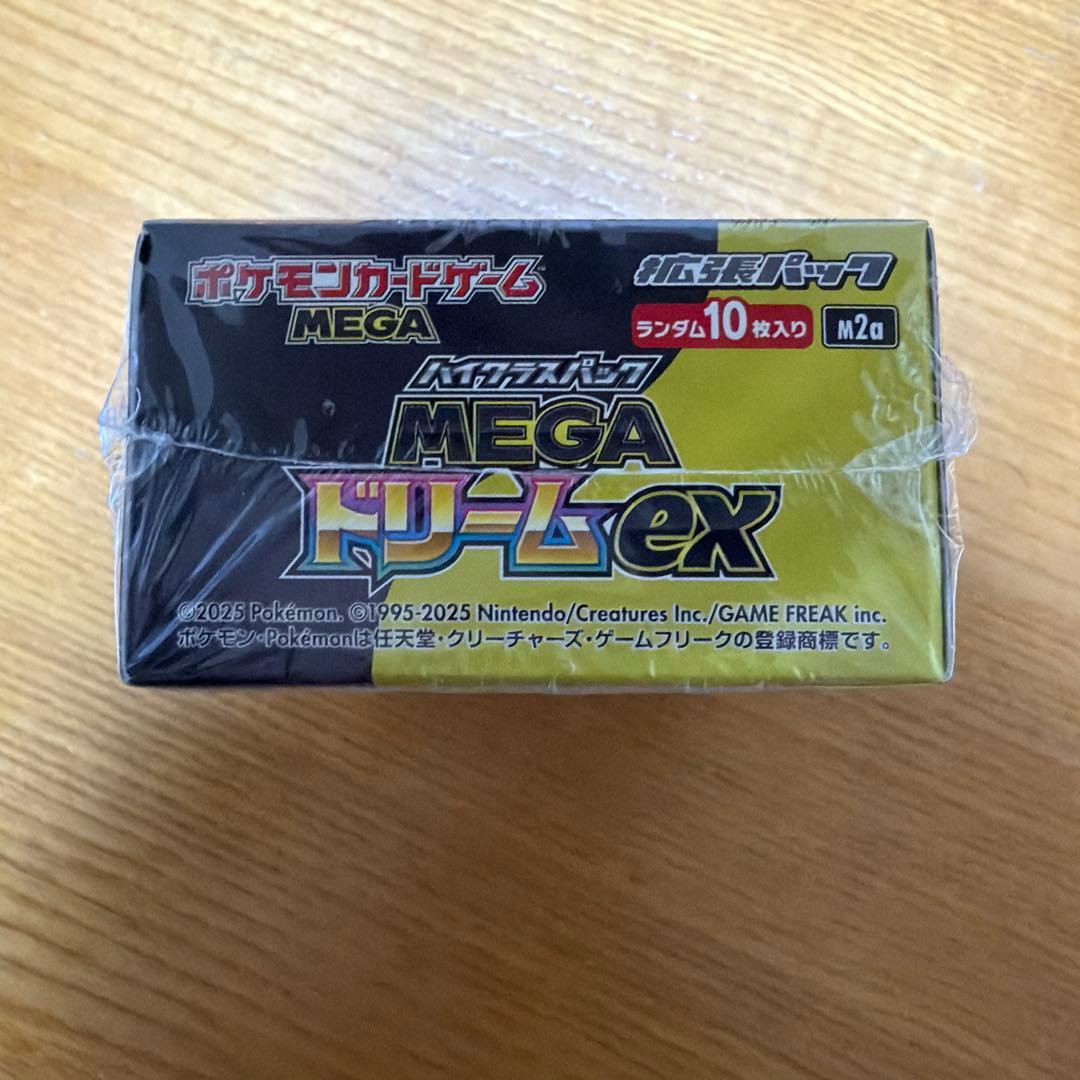 ポケモンカードゲーム™
MEGA
拡張パック
ランダム10枚入り
M2a
ハイクラスパック
MEGA
ドリームex
©2025 Pokémon. ©1995-2025 Nintendo/Creatures Inc./GAME FREAK inc.
ポケモン・Pokémonは任天堂・クリーチャーズ・ゲームフリークの登録商標です。